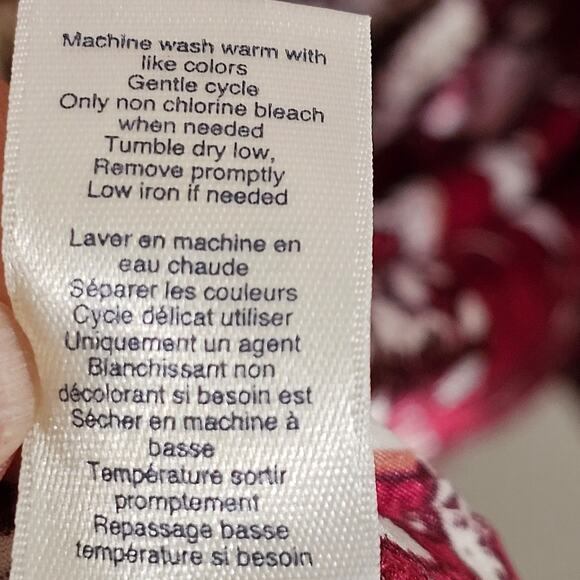 Machine wash warm with
like colors
Gentle cycle
Only non chlorine bleach
when needed
Tumble dry low,
Remove promptly
Low iron if needed
Laver en machine en
eau chaude
Séparer les couleurs
Cycle délicat utiliser
Uniquement un agent
Blanchissant non
décolorant si besoin est
Sécher en machine à
basse
Température sortir
promptement
Repassage basse
température si besoin